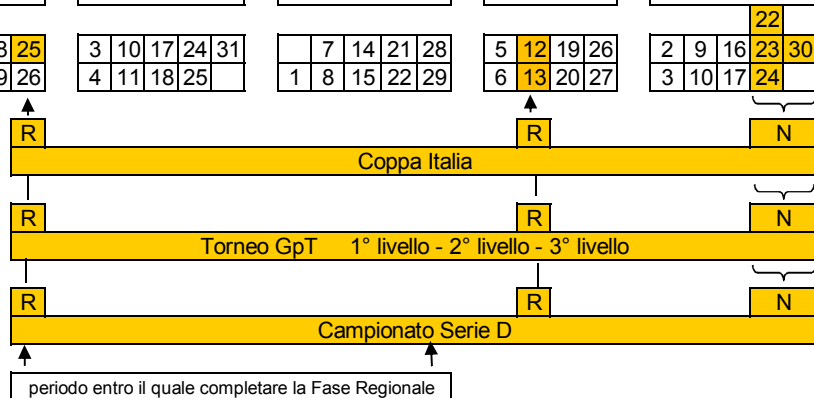 22
8 25 3 10 17 24 31 7 14 21 28 5 12 19 26 2 9 16 23 30
9 26 4 11 18 25 1 8 15 22 29 6 13 20 27 3 10 17 24
R R N
Coppa Italia
R R N
Torneo GpT 1° livello - 2° livello - 3° livello
R R N
Campionato Serie D
periodo entro il quale completare la Fase Regionale